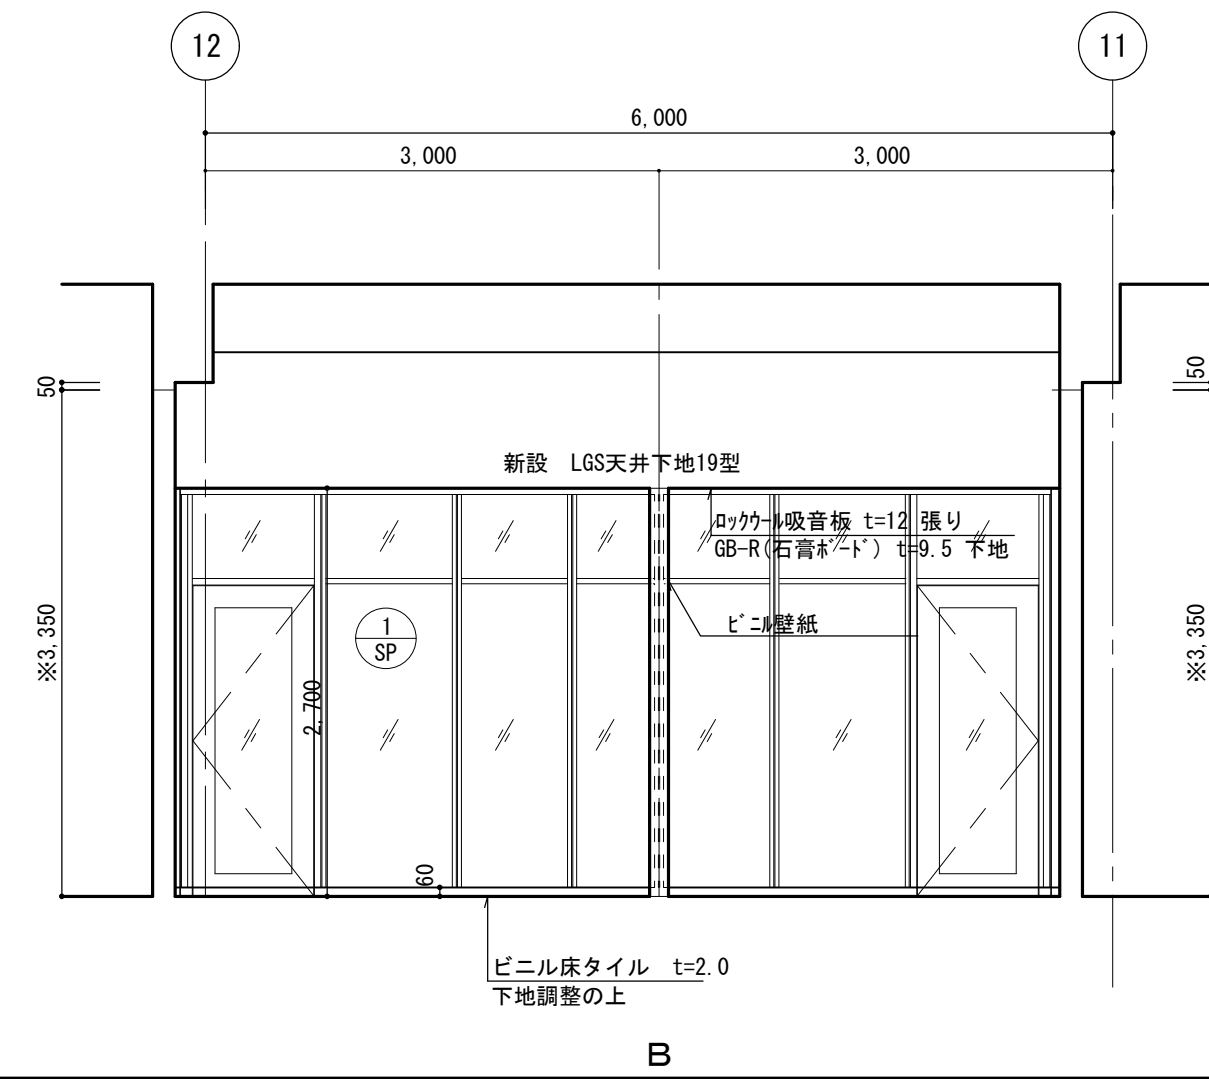 12
11
6,000
3,000
3,000
50
50
新設　LGS天井下地19型
ﾛｯｸｳｰﾙ吸音板 t=12 張り
GB-R(石膏ﾎﾞｰﾄﾞ) t=9.5 下地
1
SP
ﾋﾞﾆﾙ壁紙
※3,350
※3,350
2,700
60
ビニル床タイル　t=2.0
下地調整の上
B